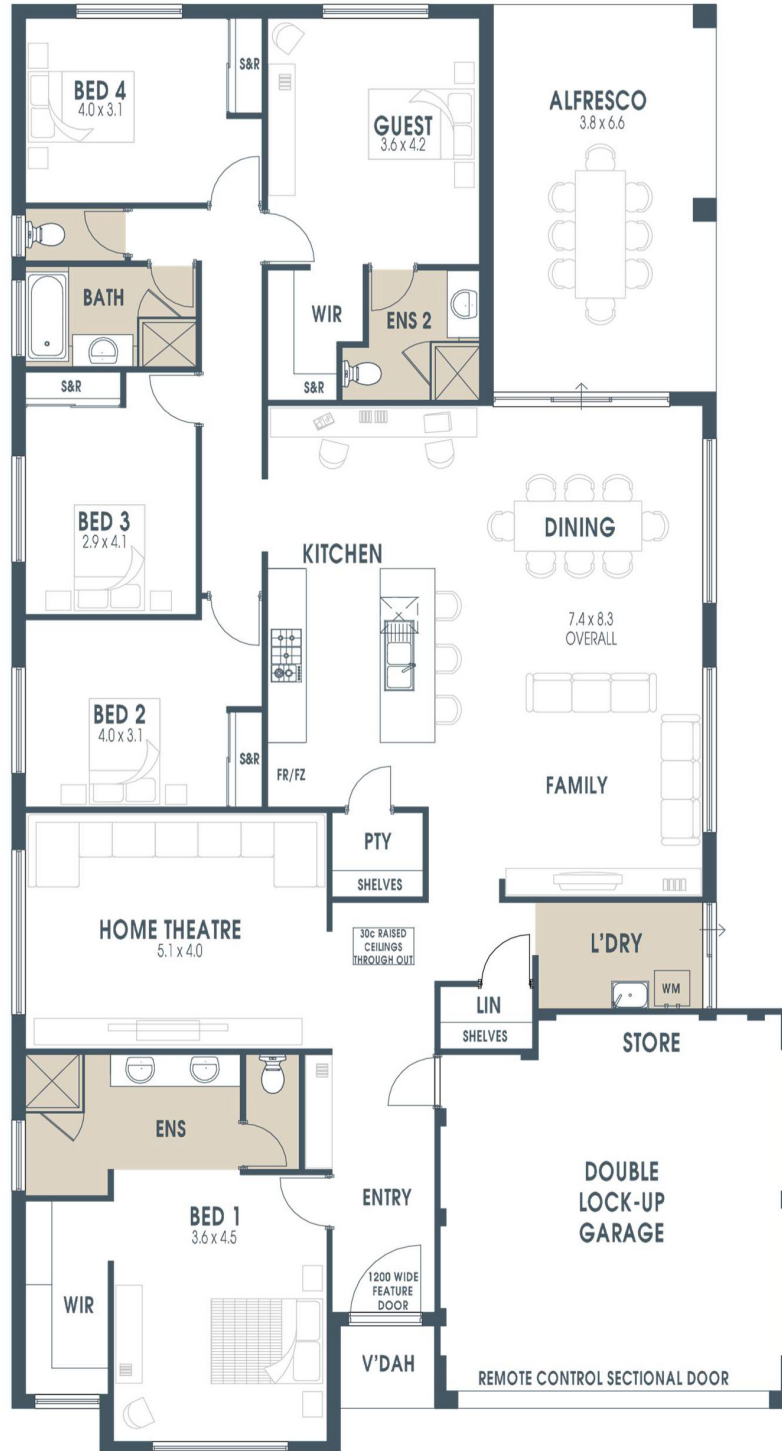 BED 4
4.0 x 3.1
S&R
GUEST
3.6 x 4.2
ALFRESCO
3.8 x 6.6
BATH
WIR
ENS 2
S&R
S&R
BED 3
2.9 x 4.1
KITCHEN
DINING
7.4 x 8.3
OVERALL
BED 2
4.0 x 3.1
S&R
FR/FZ
FAMILY
PTY
SHELVES
HOME THEATRE
5.1 x 4.0
30c RAISED
CEILINGS
THROUGH OUT
L'DRY
WM
LIN
SHELVES
STORE
ENS
DOUBLE
LOCK-UP
GARAGE
ENTRY
BED 1
3.6 x 4.5
WIR
1200 WIDE
FEATURE
DOOR
V'DAH
REMOTE CONTROL SECTIONAL DOOR